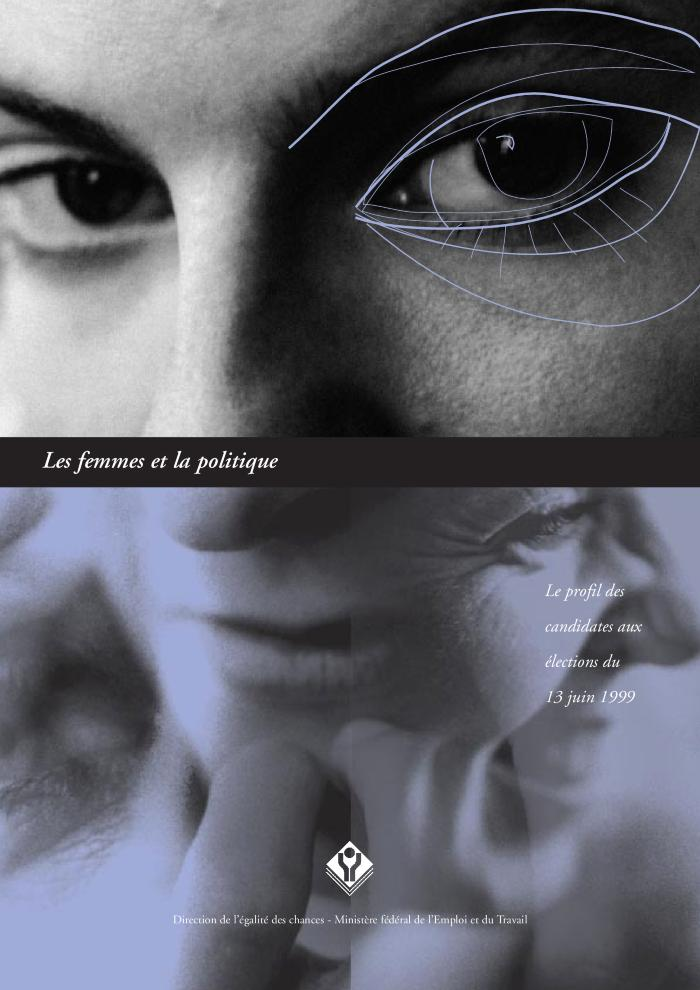 Les femmes et la politique
Le profil des
candidates aux
élections du
13 juin 1999
Direction de l'égalité des chances - Ministère fédéral de l'Emploi et du Travail